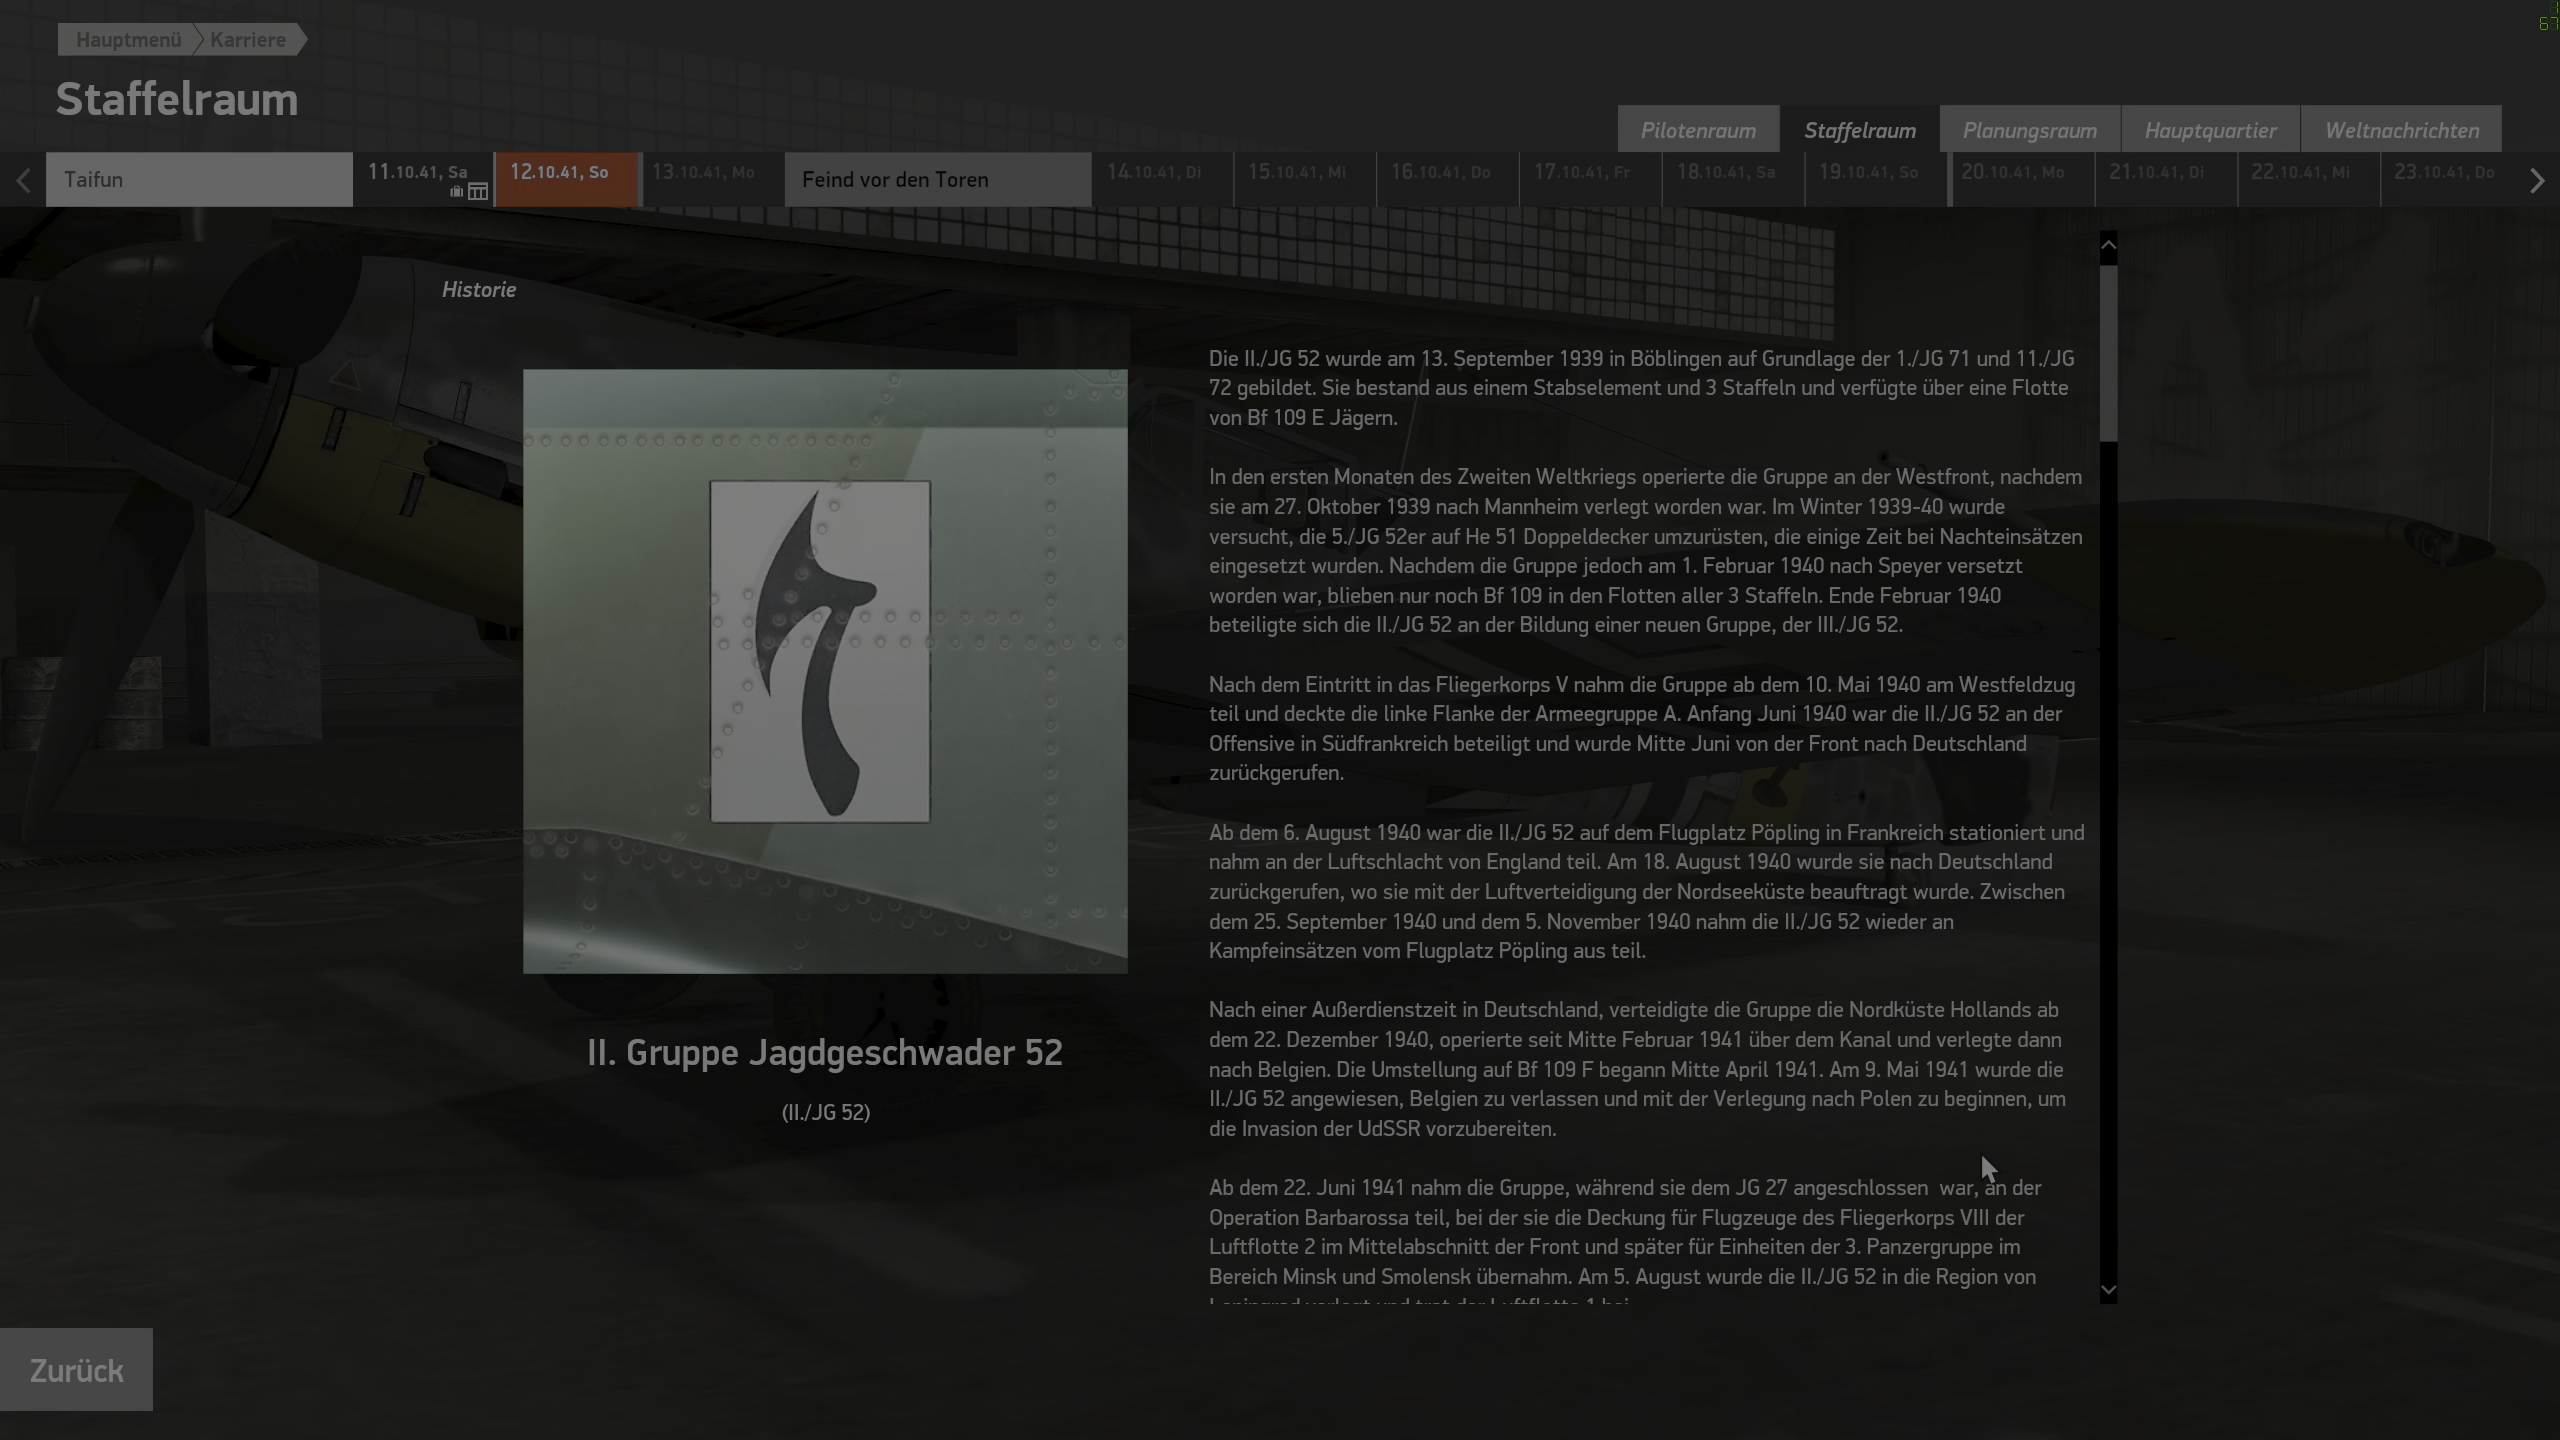 67
Hauptmenü
Karriere
Staffelraum
Pilotenraum
Staffelraum
Planungsraum
Hauptquartier
Weltnachrichten
Taifun
11.10.41, Sa
12.10.41, So
13.10.41, Mo
Feind vor den Toren
14.10.41, Di
15.10.41, Mi
16.10.41, Do
17.10.41, Fr
18.10.41, Sa
19.10.41, So
20.10.41, Mo
21.10.41, Di
22.10.41, Mi
23.10.41, Do
Historie
II. Gruppe Jagdgeschwader 52
(II./JG 52)
Die II./JG 52 wurde am 13. September 1939 in Böblingen auf Grundlage der 1./JG 71 und 11./JG
72 gebildet. Sie bestand aus einem Stabselement und 3 Staffeln und verfügte über eine Flotte
von Bf 109 E Jägern.
In den ersten Monaten des Zweiten Weltkriegs operierte die Gruppe an der Westfront, nachdem
sie am 27. Oktober 1939 nach Mannheim verlegt worden war. Im Winter 1939-40 wurde
versucht, die 5./JG 52er auf He 51 Doppeldecker umzurüsten, die einige Zeit bei Nachteinsätzen
eingesetzt wurden. Nachdem die Gruppe jedoch am 1. Februar 1940 nach Speyer versetzt
worden war, blieben nur noch Bf 109 in den Flotten aller 3 Staffeln. Ende Februar 1940
beteiligte sich die II./JG 52 an der Bildung einer neuen Gruppe, der III./JG 52.
Nach dem Eintritt in das Fliegerkorps V nahm die Gruppe ab dem 10. Mai 1940 am Westfeldzug
teil und deckte die linke Flanke der Armeegruppe A. Anfang Juni 1940 war die II./JG 52 an der
Offensive in Südfrankreich beteiligt und wurde Mitte Juni von der Front nach Deutschland
zurückgerufen.
Ab dem 6. August 1940 war die II./JG 52 auf dem Flugplatz Pöpling in Frankreich stationiert und
nahm an der Luftschlacht von England teil. Am 18. August 1940 wurde sie nach Deutschland
zurückgerufen, wo sie mit der Luftverteidigung der Nordseeküste beauftragt wurde. Zwischen
dem 25. September 1940 und dem 5. November 1940 nahm die II./JG 52 wieder an
Kampfeinsätzen vom Flugplatz Pöpling aus teil.
Nach einer Außerdienstzeit in Deutschland, verteidigte die Gruppe die Nordküste Hollands ab
dem 22. Dezember 1940, operierte seit Mitte Februar 1941 über dem Kanal und verlegte dann
nach Belgien. Die Umstellung auf Bf 109 F begann Mitte April 1941. Am 9. Mai 1941 wurde die
II./JG 52 angewiesen, Belgien zu verlassen und mit der Verlegung nach Polen zu beginnen, um
die Invasion der UdSSR vorzubereiten.
Ab dem 22. Juni 1941 nahm die Gruppe, während sie dem JG 27 angeschlossen war, an der
Operation Barbarossa teil, bei der sie die Deckung für Flugzeuge des Fliegerkorps VIII der
Luftflotte 2 im Mittelabschnitt der Front und später für Einheiten der 3. Panzergruppe im
Bereich Minsk und Smolensk übernahm. Am 5. August wurde die II./JG 52 in die Region von
Leningrad verlegt und trat der Luftflotte 1 bei.
Zurück